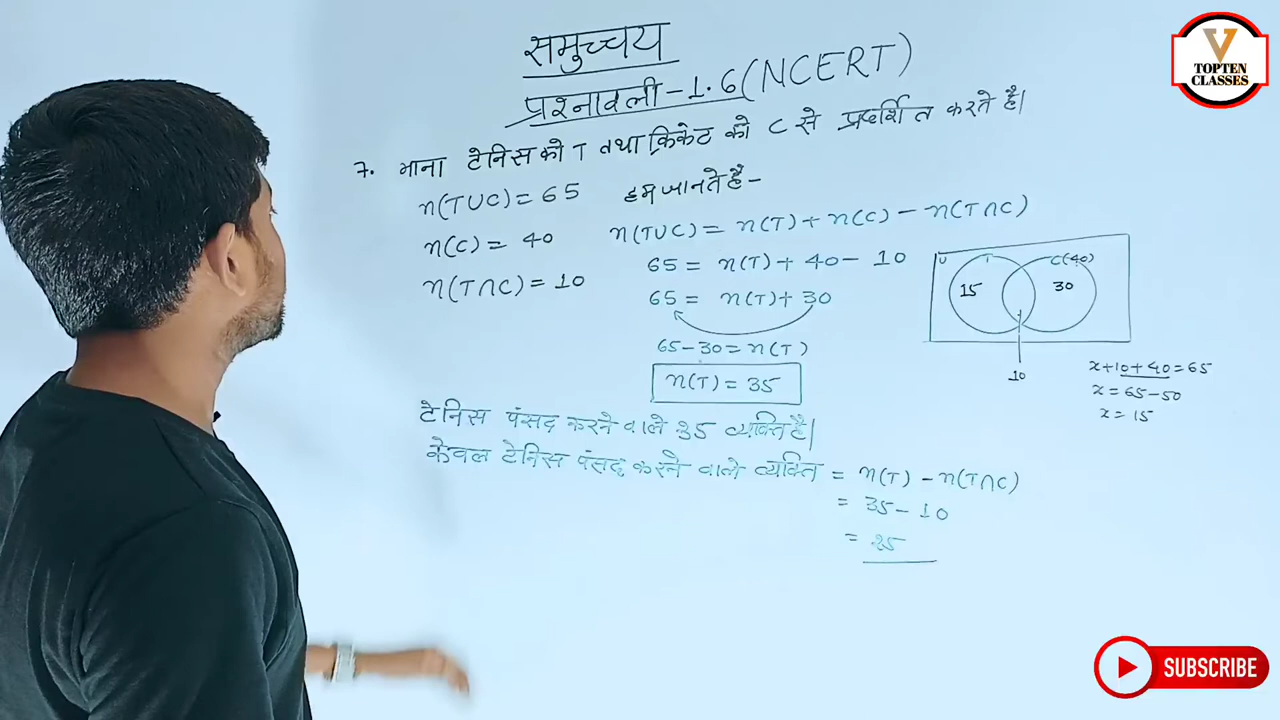 समुच्चय
प्रश्नावली-1.6 (NCERT)
7. माना टेनिस को T तथा क्रिकेट को C से प्रदर्शित करते है।
n(T∪C) = 65
हम जानते है-
n(C) = 40
n(T∪C) = n(T) + n(C) - n(T∩C)
n(T∩C) = 10
65 = n(T) + 40 - 10
65 = n(T) + 30
65 - 30 = n(T)
n(T) = 35
U T C(40)
15 30
10
x+10+40=65
x = 65-50
x = 15
टेनिस पंसद करने वाले 35 व्यक्ति है।
केवल टेनिस पंसद करने वाले व्यक्ति = n(T) - n(T∩C)
= 35 - 10
= 25
V
TOPTEN
CLASSES
SUBSCRIBE